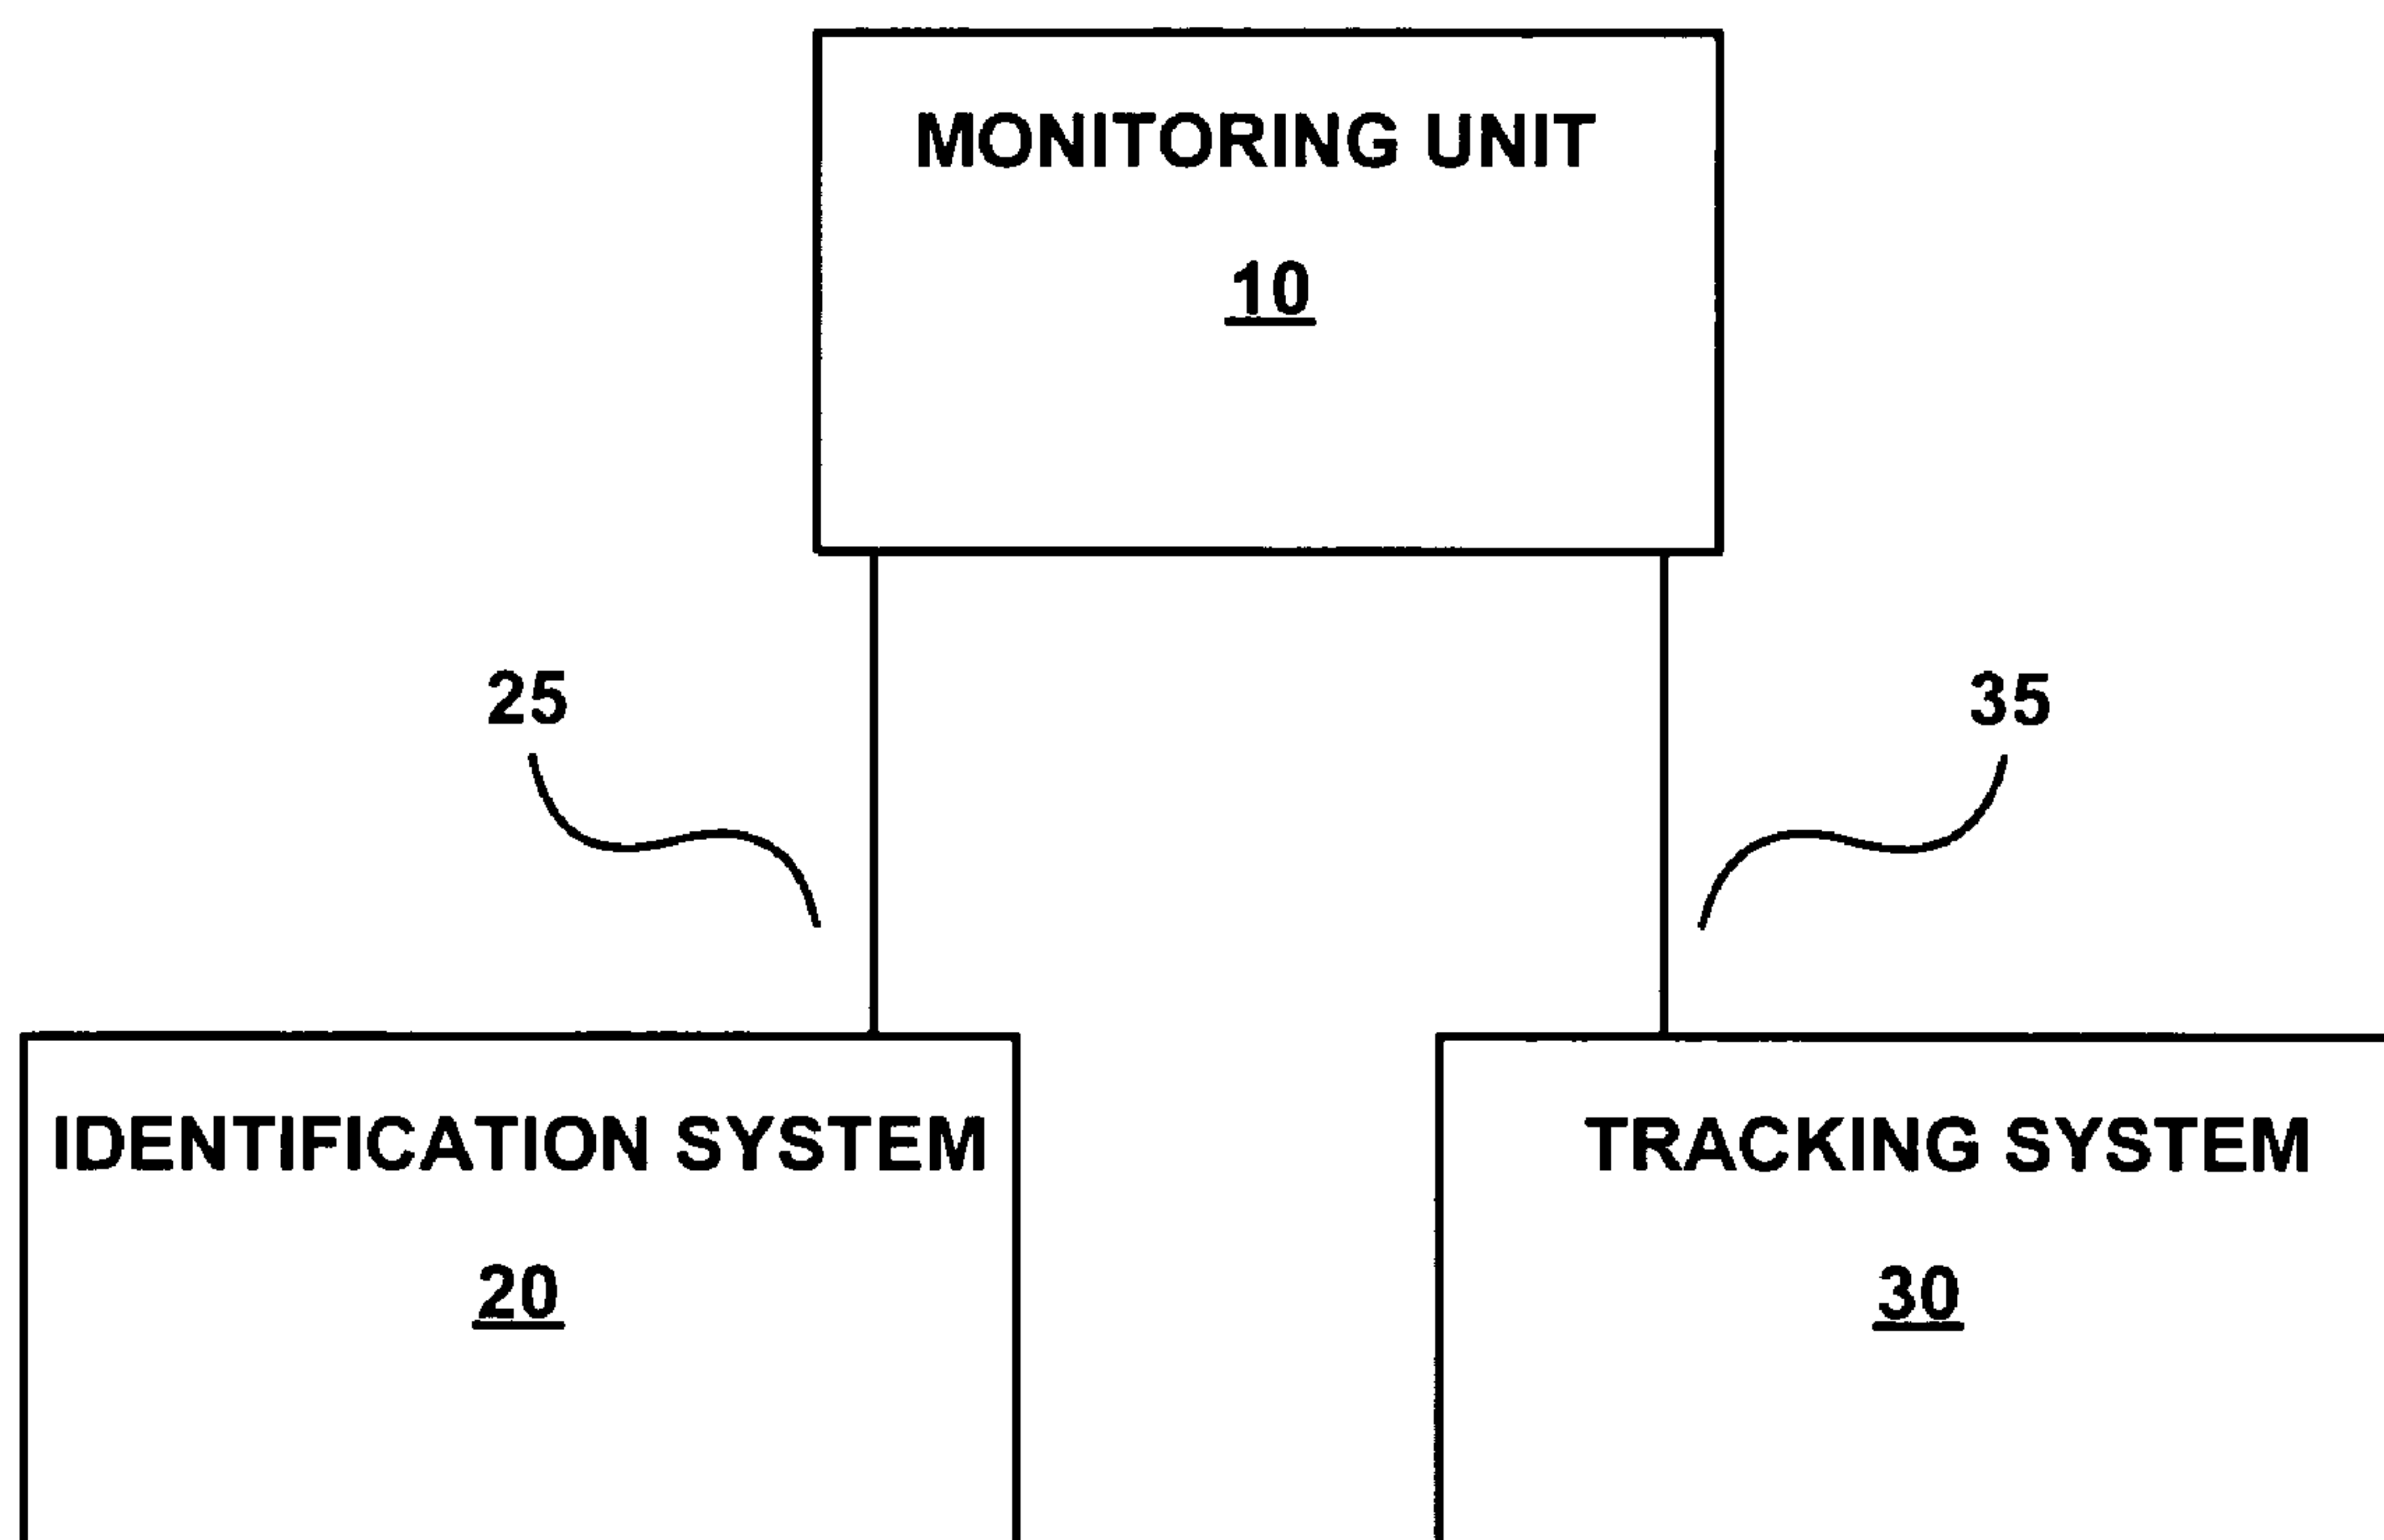 MONITORING UNIT
10
25
35
IDENTIFICATION SYSTEM
20
TRACKING SYSTEM
30